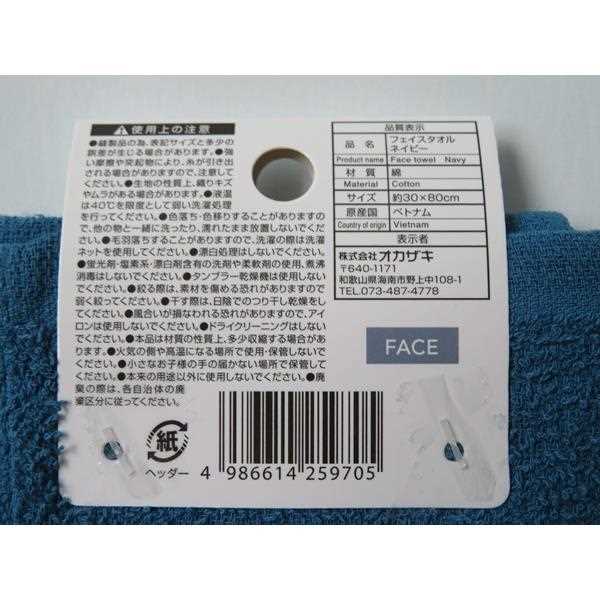 ⚠使用上の注意
●縫製品の為、表記サイズと多少の
誤差が生じる場合があります。●強
い摩擦や突起物により、糸が引き出
される場合がありますので、注意して
ください。●生地の性質上、織りキズ
やムラがある場合があります。●液温
は40℃を限度として弱い洗濯処理
を行ってください。●色落ち・色移りすることがありますの
で、他の物と一緒に洗ったり、濡れたまま放置しないでくださ
い。●毛羽落ちすることがありますので、洗濯の際は洗濯
ネットを使用してください。●漂白処理はしないでください。
●蛍光剤・塩素系・漂白剤含有の洗剤や柔軟剤の使用、煮沸
消毒はしないでください。●タンブラー乾燥機は使用しない
でください。●絞る際は、素材を傷める恐れがありますので
弱く絞ってください。●干す際は、日陰でのつり干し乾燥をし
てください。●風合いが損なわれる恐れがありますので、アイ
ロンは使用しないでください。●ドライクリーニングはしない
でください。●本品は素材の性質上、多少収縮する場合があ
ります。●火気の側や高温になる場所で使用・保管しないで
ください。●小さなお子様の手の届かない場所で保管してく
ださい。●本来の用途以外に使用しないでください。●廃
棄の際は、各自治体の廃
棄区分に従ってください。
品質表示
品名 フェイスタオル
ネイビー
Product name Face towel Navy
材質 綿
Material Cotton
サイズ 約30×80cm
原産国 ベトナム
Country of origin Vietnam
表示者
株式会社オカザキ
〒640-1171
和歌山県海南市野上中108-1
TEL.073-487-4778
FACE
紙
ヘッダー
4 986614 259705